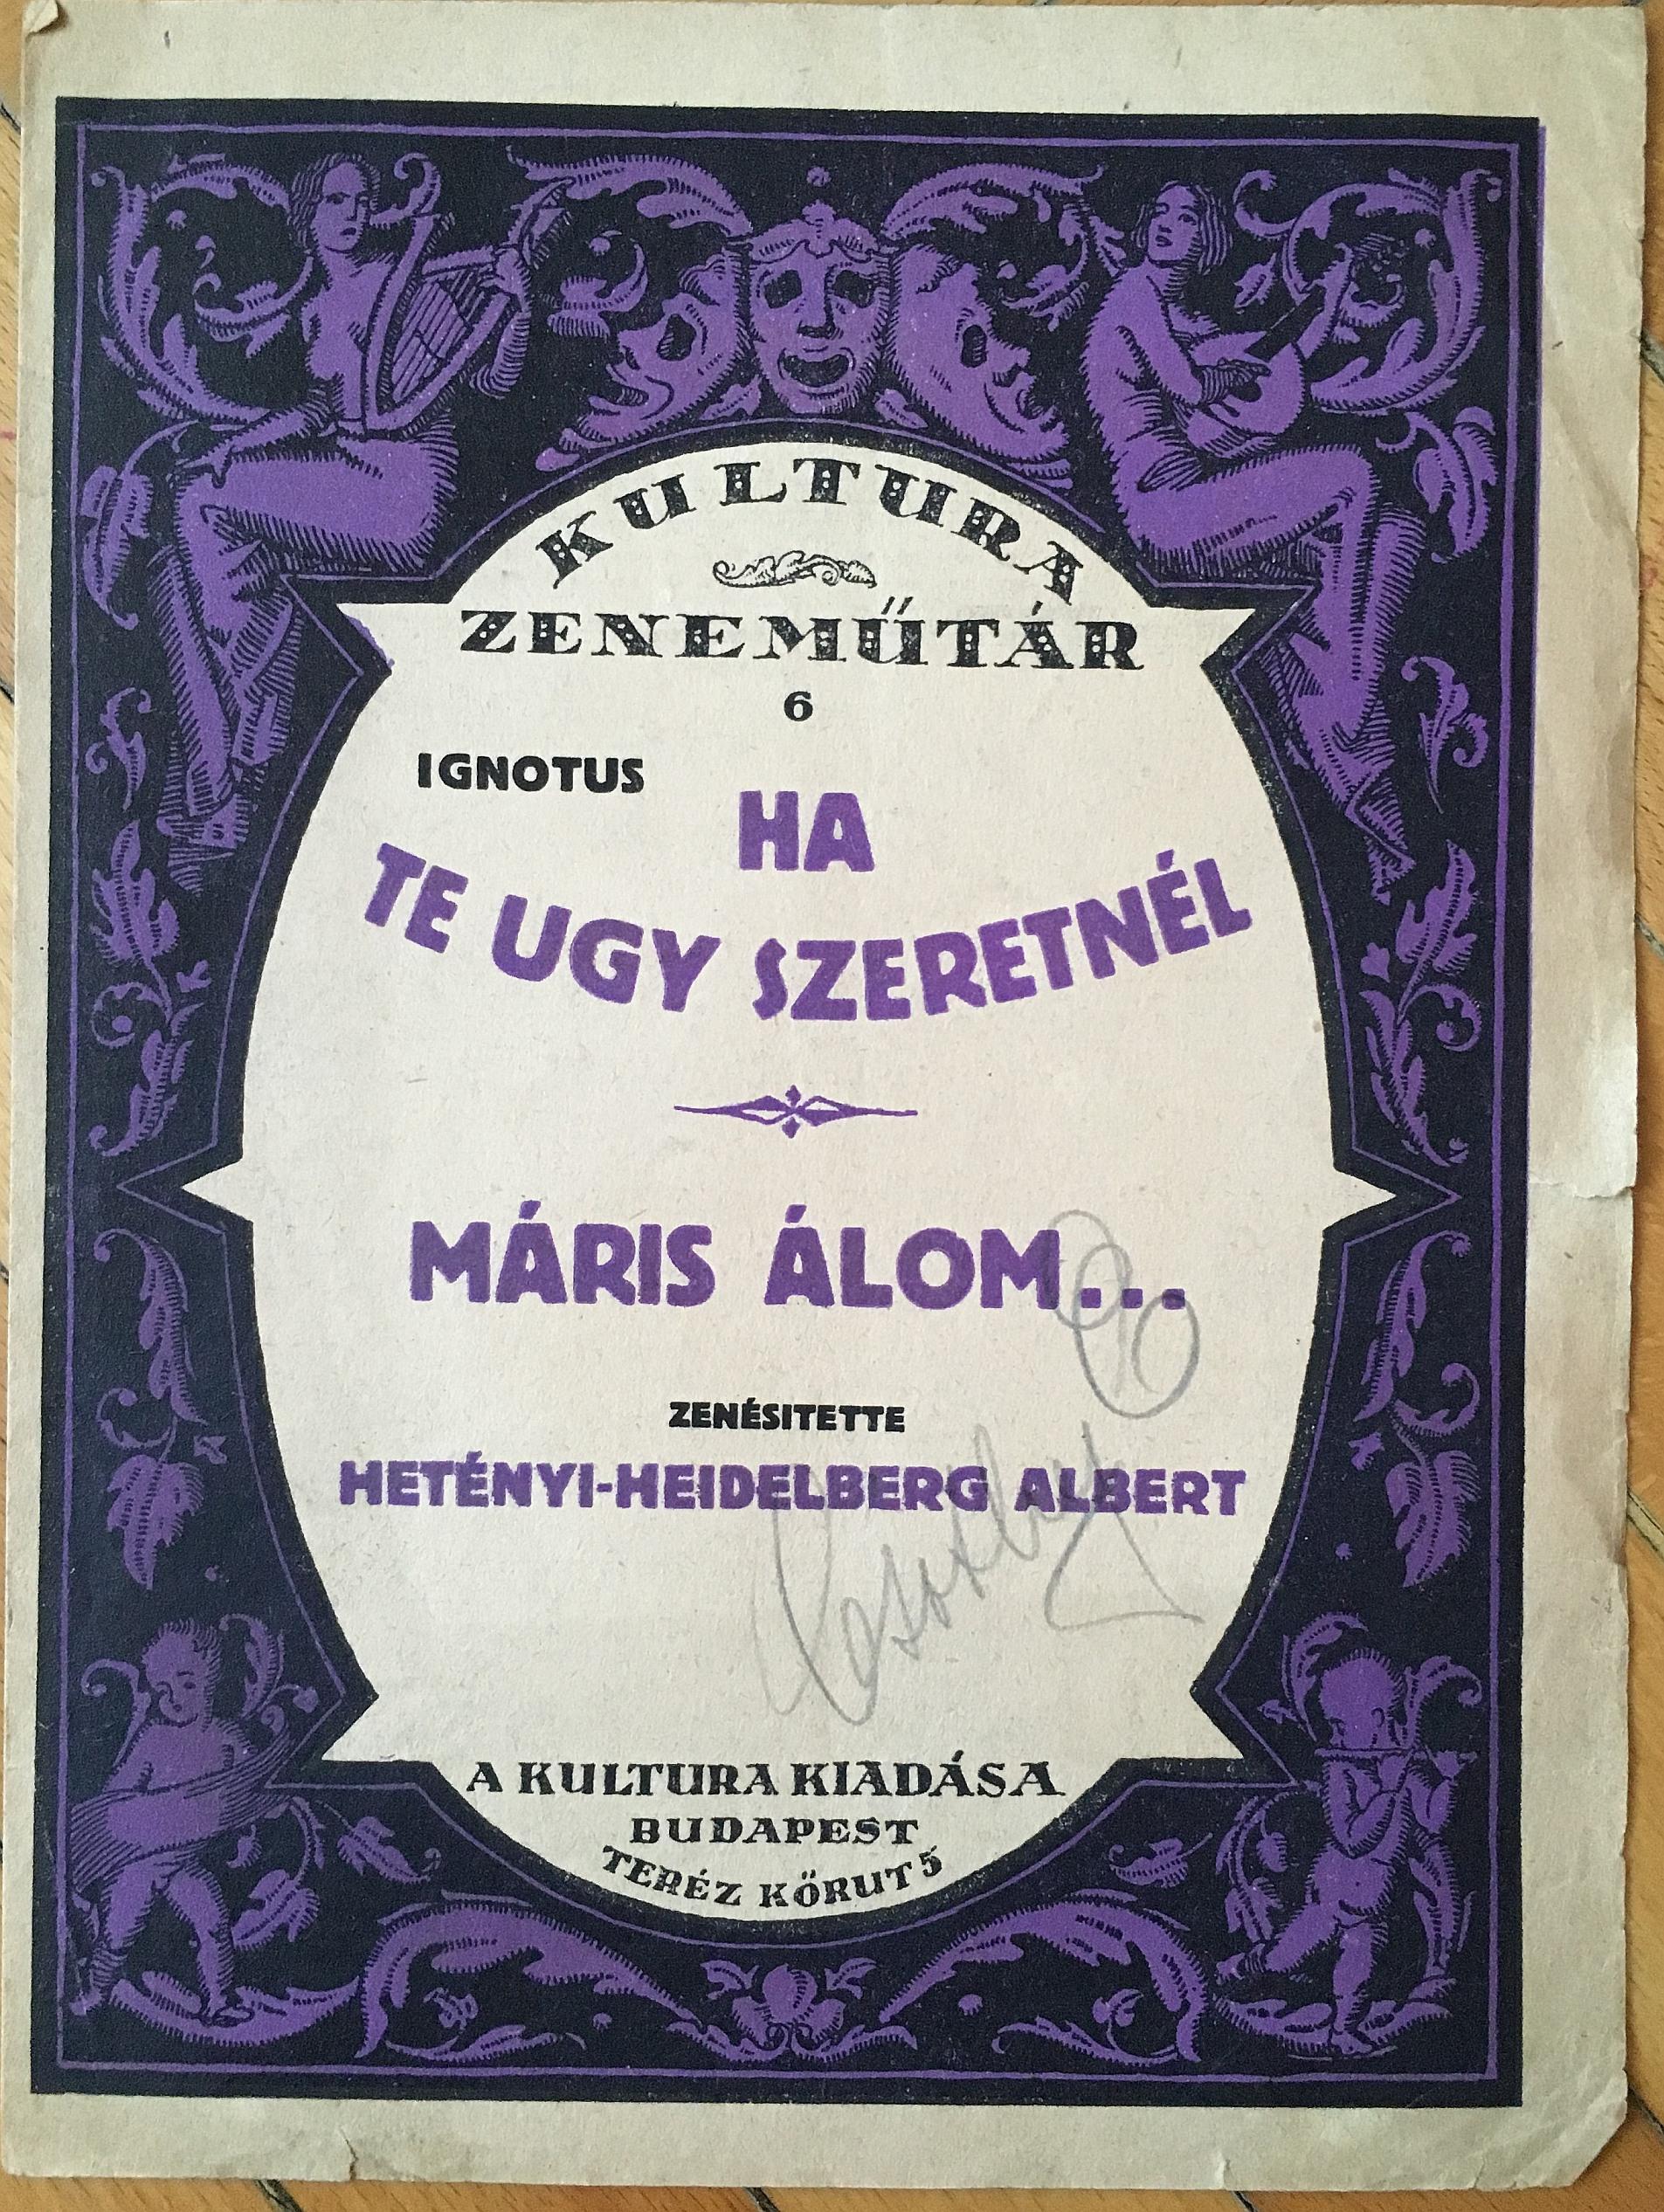 KULTURA
ZENEMŰTÁR
6
IGNOTUS
HA
TE UGY SZERETNÉL
MÁRIS ÁLOM...
ZENÉSITETTE
HETÉNYI-HEIDELBERG ALBERT
A KULTURA KIADÁSA
BUDAPEST
TERÉZ KŐRUT 5